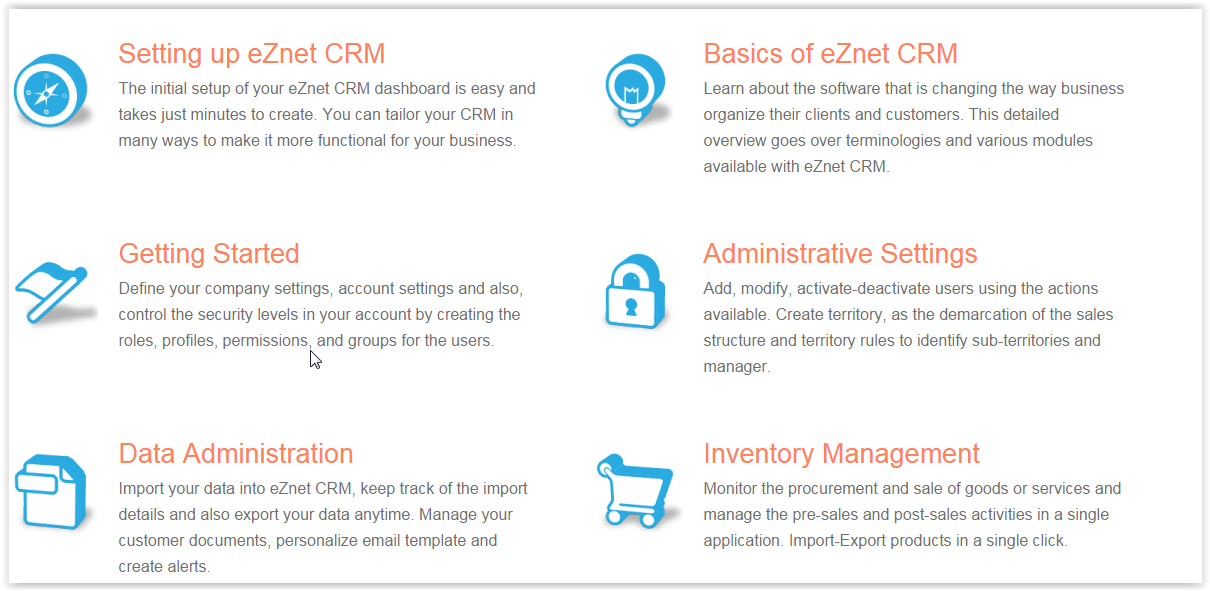 Setting up eZnet CRM
The initial setup of your eZnet CRM dashboard is easy and
takes just minutes to create. You can tailor your CRM in
many ways to make it more functional for your business.
Basics of eZnet CRM
Learn about the software that is changing the way business
organize their clients and customers. This detailed
overview goes over terminologies and various modules
available with eZnet CRM.
Getting Started
Define your company settings, account settings and also,
control the security levels in your account by creating the
roles, profiles, permissions, and groups for the users.
Administrative Settings
Add, modify, activate-deactivate users using the actions
available. Create territory, as the demarcation of the sales
structure and territory rules to identify sub-territories and
manager.
Data Administration
Import your data into eZnet CRM, keep track of the import
details and also export your data anytime. Manage your
customer documents, personalize email template and
create alerts.
Inventory Management
Monitor the procurement and sale of goods or services and
manage the pre-sales and post-sales activities in a single
application. Import-Export products in a single click.